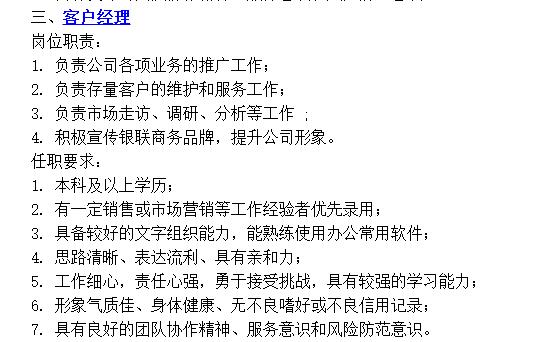 三、客户经理
岗位职责：
1. 负责公司各项业务的推广工作；
2. 负责存量客户的维护和服务工作；
3. 负责市场走访、调研、分析等工作 ；
4. 积极宣传银联商务品牌，提升公司形象。
任职要求：
1. 本科及以上学历；
2. 有一定销售或市场营销等工作经验者优先录用；
3. 具备较好的文字组织能力，能熟练使用办公常用软件；
4. 思路清晰、表达流利、具有亲和力；
5. 工作细心，责任心强，勇于接受挑战，具有较强的学习能力；
6. 形象气质佳、身体健康、无不良嗜好或不良信用记录；
7. 具有良好的团队协作精神、服务意识和风险防范意识。